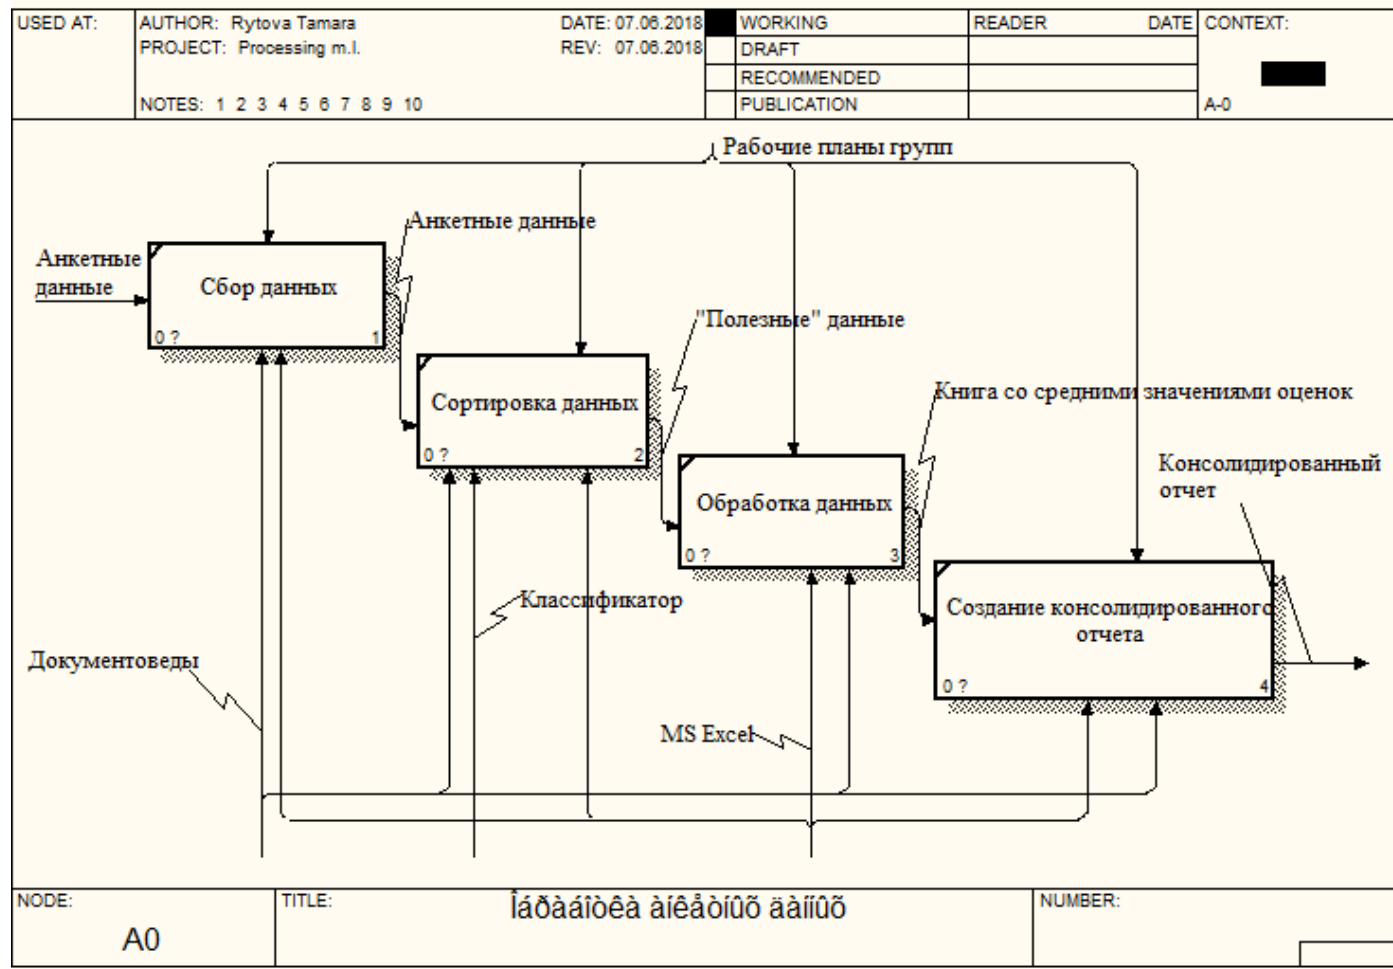 USED AT:
AUTHOR: Rytova Tamara
DATE: 07.06.2018
WORKING
READER
DATE
CONTEXT:
PROJECT: Processing m.l.
REV: 07.06.2018
DRAFT
RECOMMENDED
NOTES: 1 2 3 4 5 6 7 8 9 10
PUBLICATION
A-0
Рабочие планы групп
Анкетные данные
Анкетные
данные
Сбор данных
0 ?
1
"Полезные" данные
Сортировка данных
0 ?
2
Книга со средними значениями оценок
Консолидированный
отчет
Обработка данных
0 ?
3
Классификатор
Создание консолидированного
отчета
0 ?
4
Документоведы
MS Excel
NODE:
A0
TITLE:
Îáðàáîòêà àíêåòíûõ äàííûõ
NUMBER: